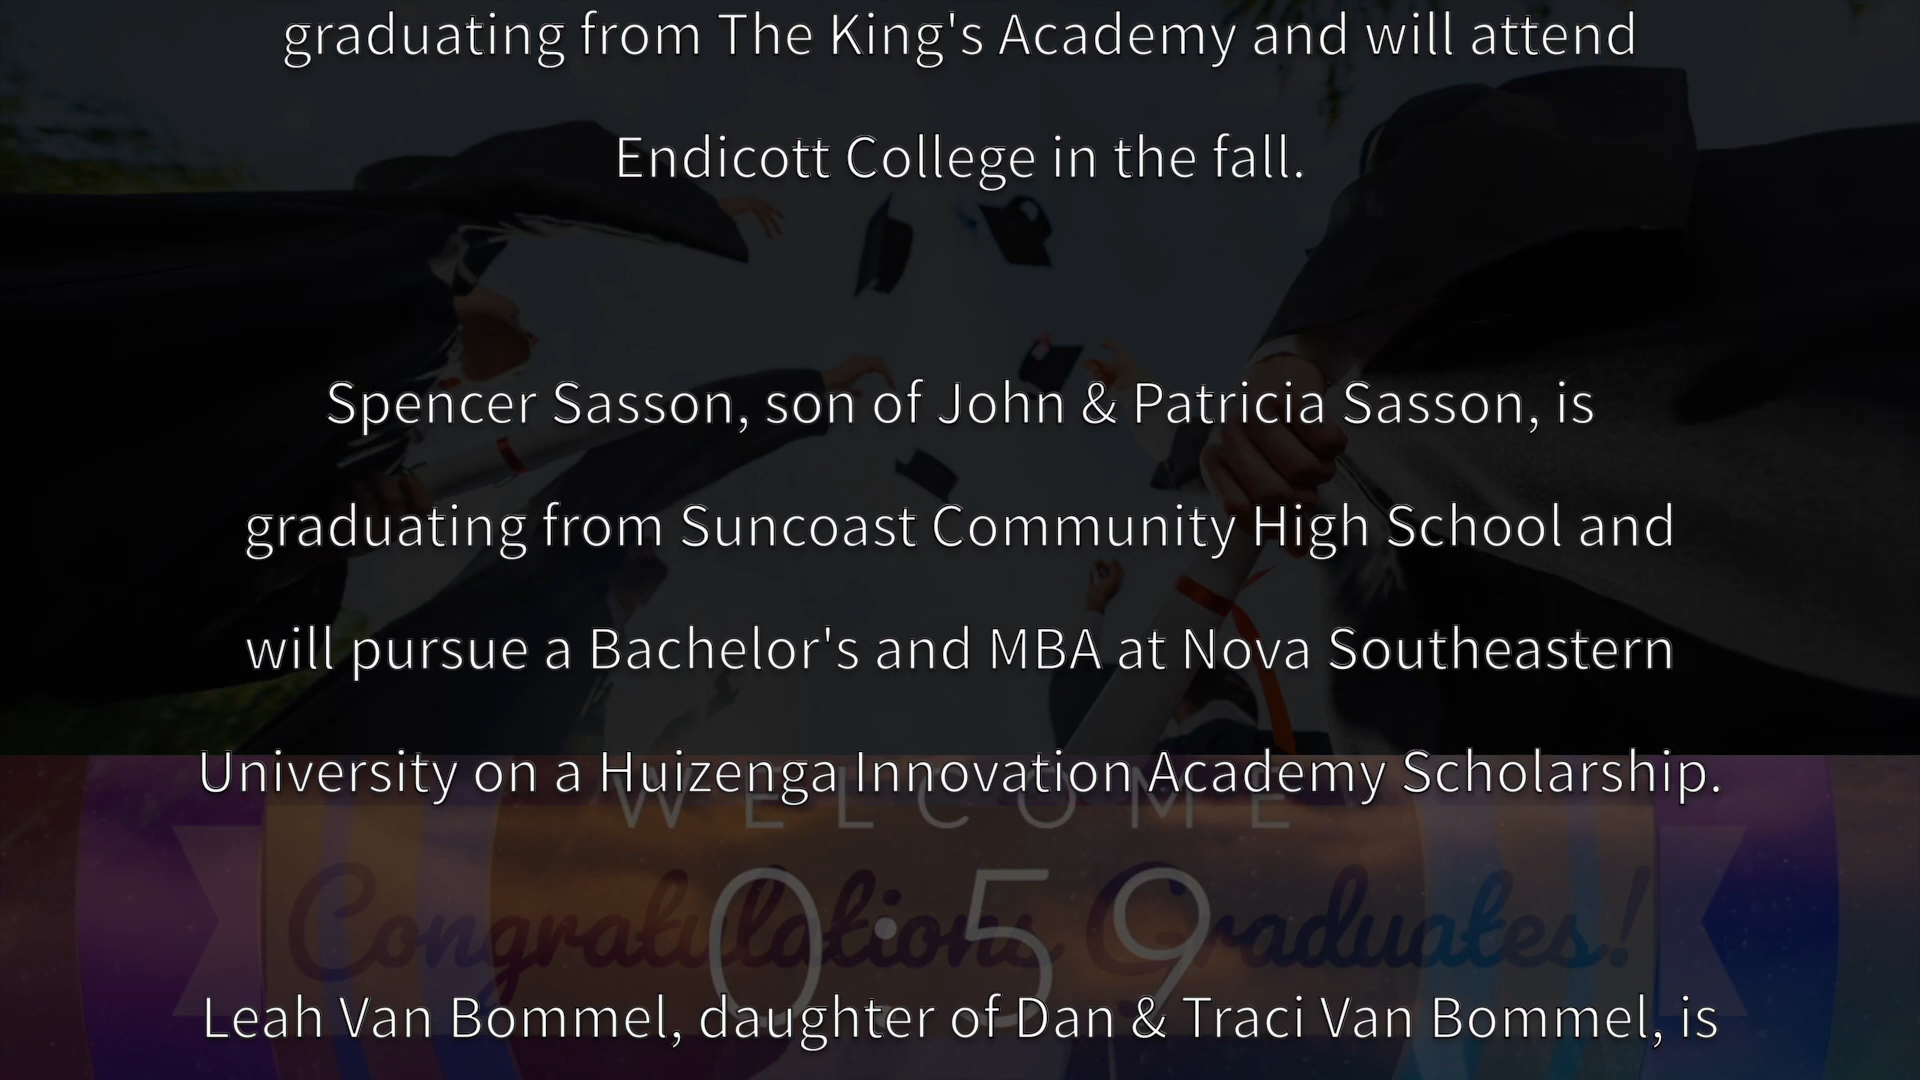 graduating from The King's Academy and will attend
Endicott College in the fall.
Spencer Sasson, son of John & Patricia Sasson, is
graduating from Suncoast Community High School and
will pursue a Bachelor's and MBA at Nova Southeastern
University on a Huizenga Innovation Academy Scholarship.
WELCOME
0:59
Congratulations Graduates!
Leah Van Bommel, daughter of Dan & Traci Van Bommel, is